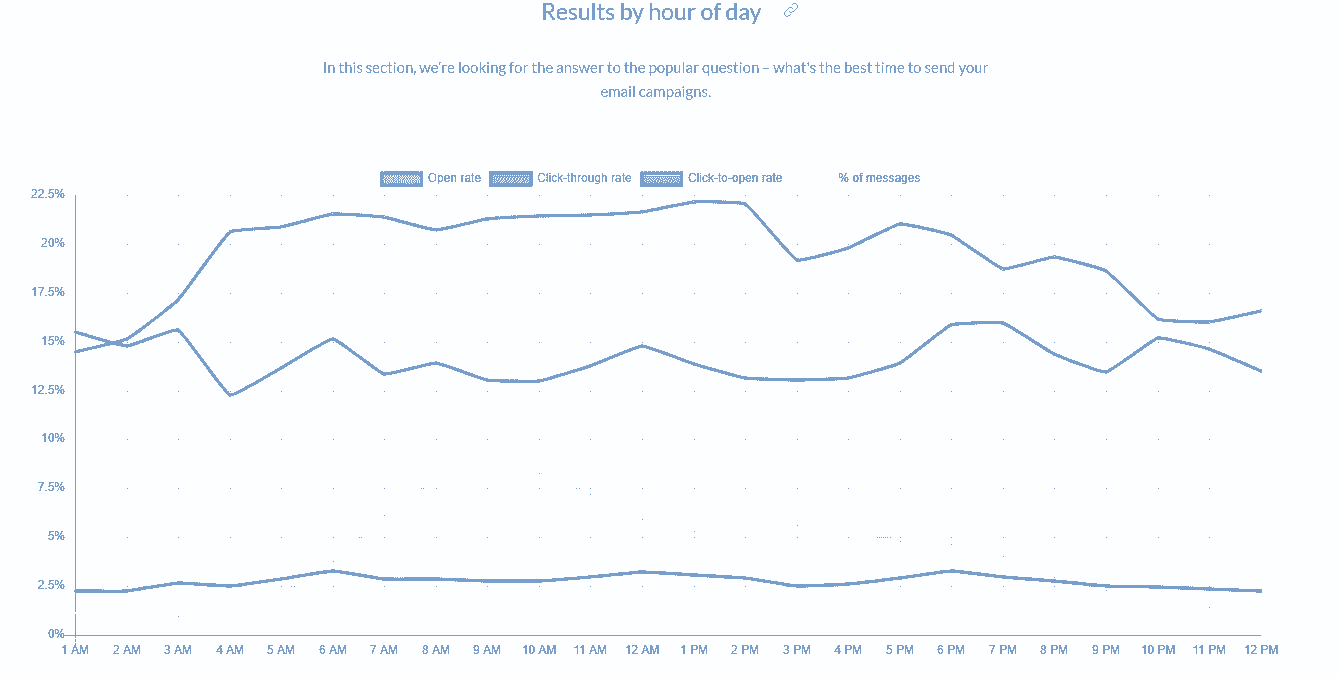 Results by hour of day
In this section, we're looking for the answer to the popular question – what's the best time to send your
email campaigns.
Open rate Click-through rate Click-to-open rate % of messages
22.5%
20%
17.5%
15%
12.5%
10%
7.5%
5%
2.5%
0%
1 AM 2 AM 3 AM 4 AM 5 AM 6 AM 7 AM 8 AM 9 AM 10 AM 11 AM 12 AM 1 PM 2 PM 3 PM 4 PM 5 PM 6 PM 7 PM 8 PM 9 PM 10 PM 11 PM 12 PM